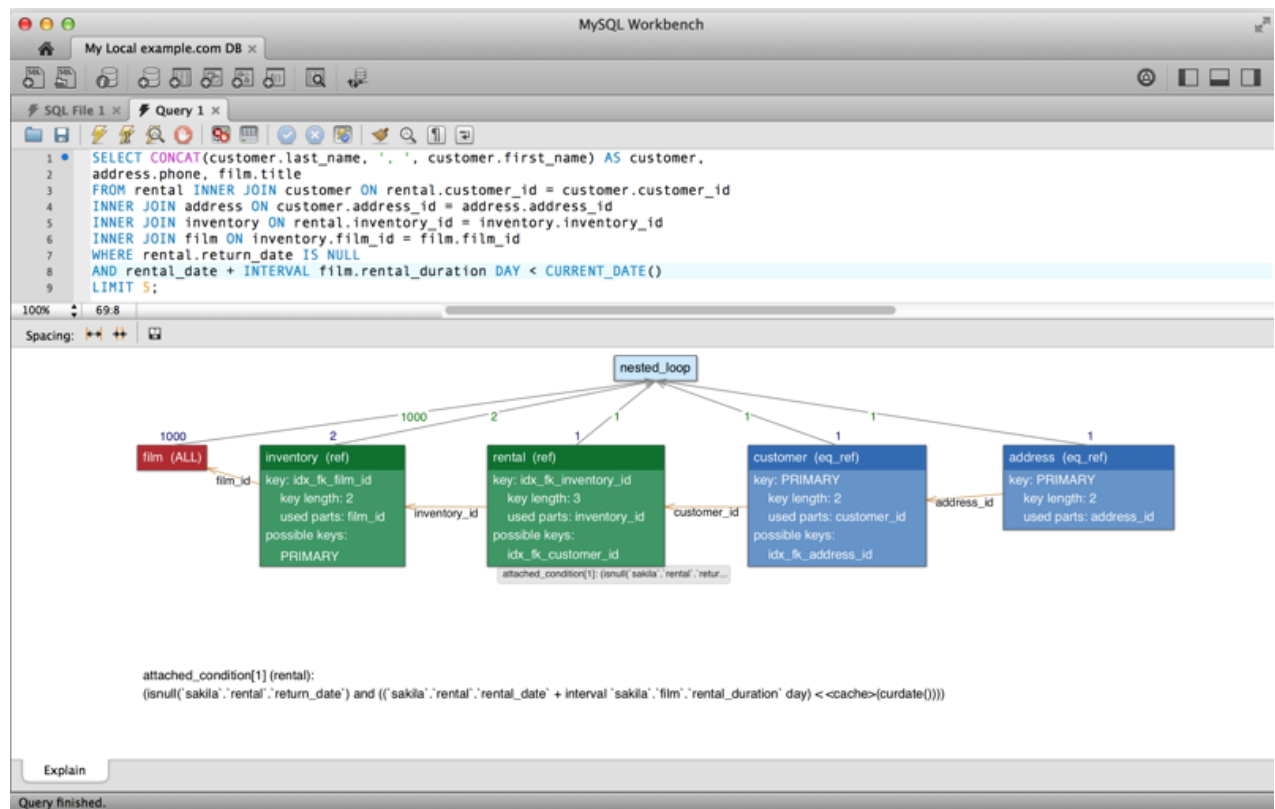 MySQL Workbench
My Local example.com DB ×
SQL File 1 × Query 1 ×
1 SELECT CONCAT(customer.last_name, ', ', customer.first_name) AS customer,
2 address.phone, film.title
3 FROM rental INNER JOIN customer ON rental.customer_id = customer.customer_id
4 INNER JOIN address ON customer.address_id = address.address_id
5 INNER JOIN inventory ON rental.inventory_id = inventory.inventory_id
6 INNER JOIN film ON inventory.film_id = film.film_id
7 WHERE rental.return_date IS NULL
8 AND rental_date + INTERVAL film.rental_duration DAY < CURRENT_DATE()
9 LIMIT 5;
100% 69:8
Spacing:
nested_loop
1000 2 1 1 1
1000 2 1 1 1
film (ALL)
film_id
inventory (ref)
key: idx_fk_film_id
key length: 2
used parts: film_id
possible keys:
PRIMARY
inventory_id
rental (ref)
key: idx_fk_inventory_id
key length: 3
used parts: inventory_id
possible keys:
idx_fk_customer_id
attached_condition[1]: (isnull(`sakila`.`rental`.`retur...
customer_id
customer (eq_ref)
key: PRIMARY
key length: 2
used parts: customer_id
possible keys:
idx_fk_address_id
address_id
address (eq_ref)
key: PRIMARY
key length: 2
used parts: address_id
attached_condition[1] (rental):
(isnull(`sakila`.`rental`.`return_date`) and ((`sakila`.`rental`.`rental_date` + interval `sakila`.`film`.`rental_duration` day) < <cache>(curdate())))
Explain
Query finished.